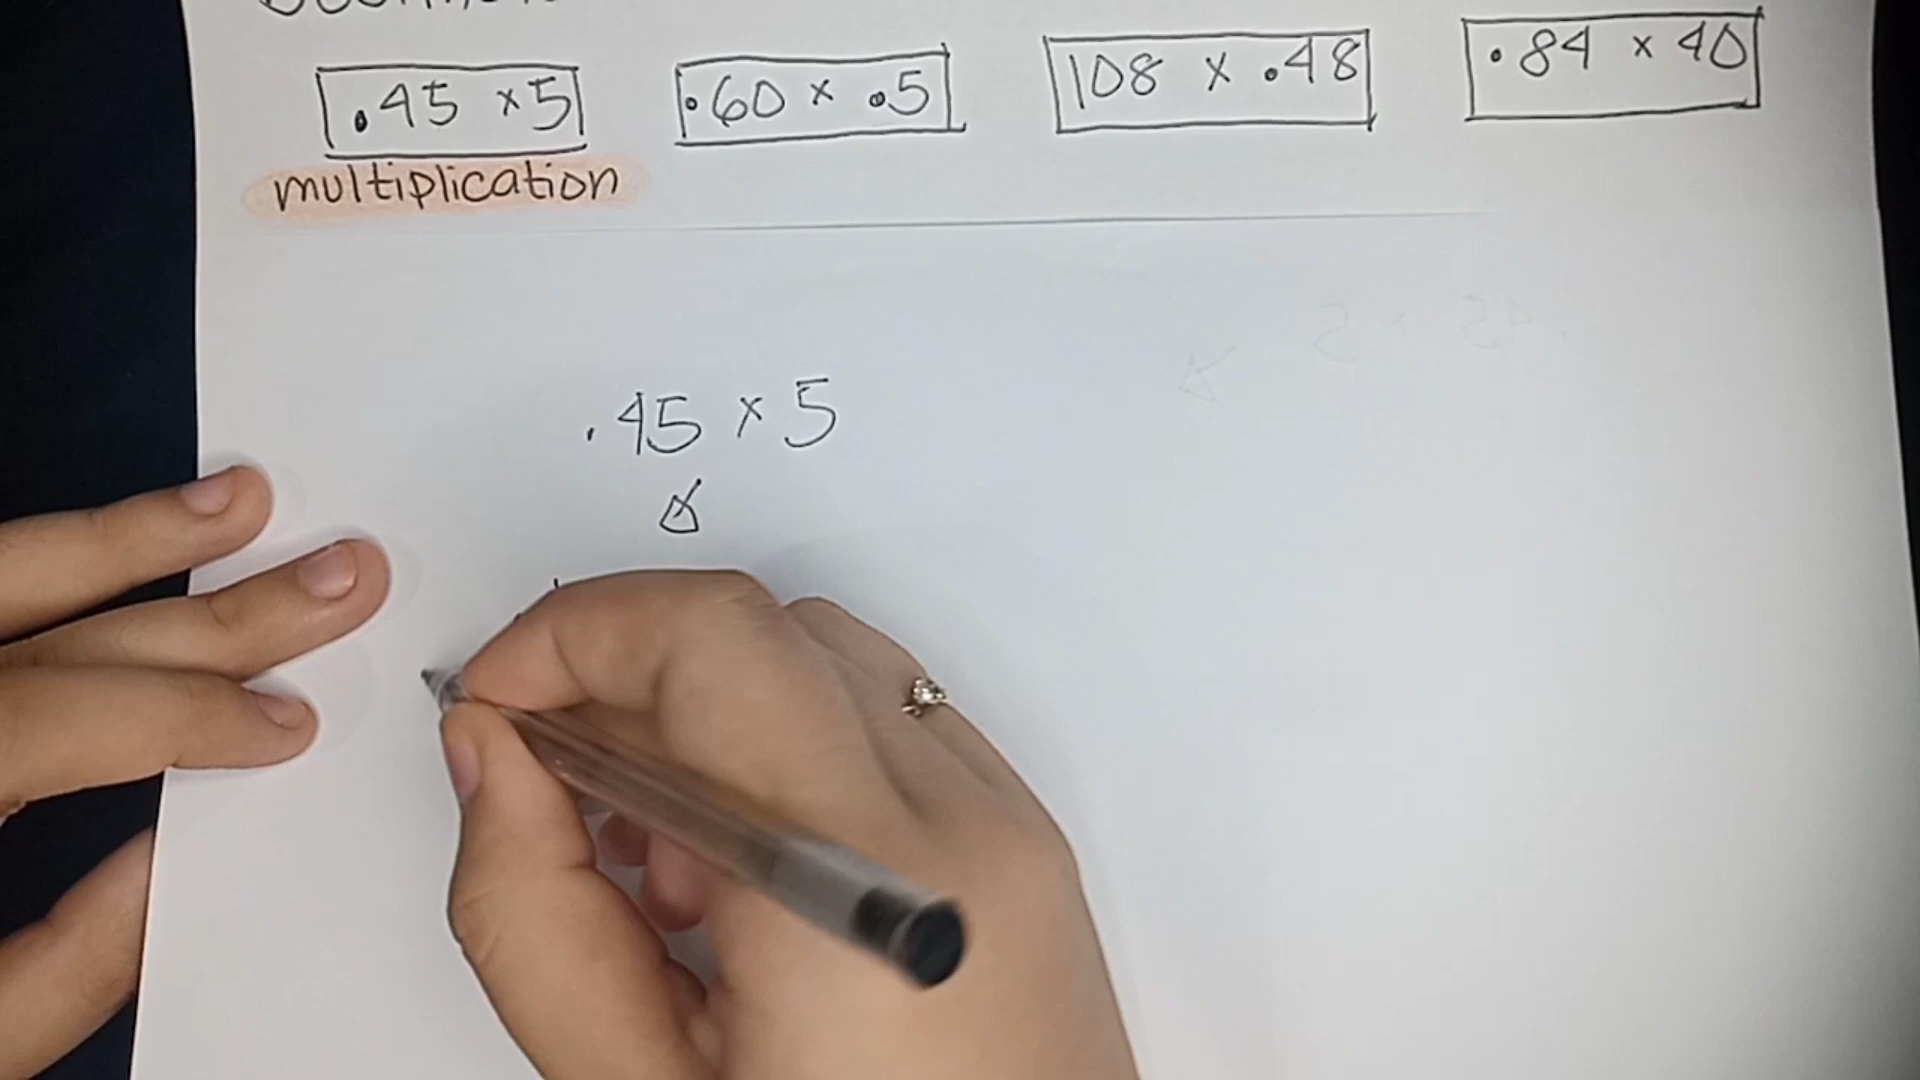 .45 x 5 .60 x .5 108 x .48 .84 x 40
multiplication
.45 x 5